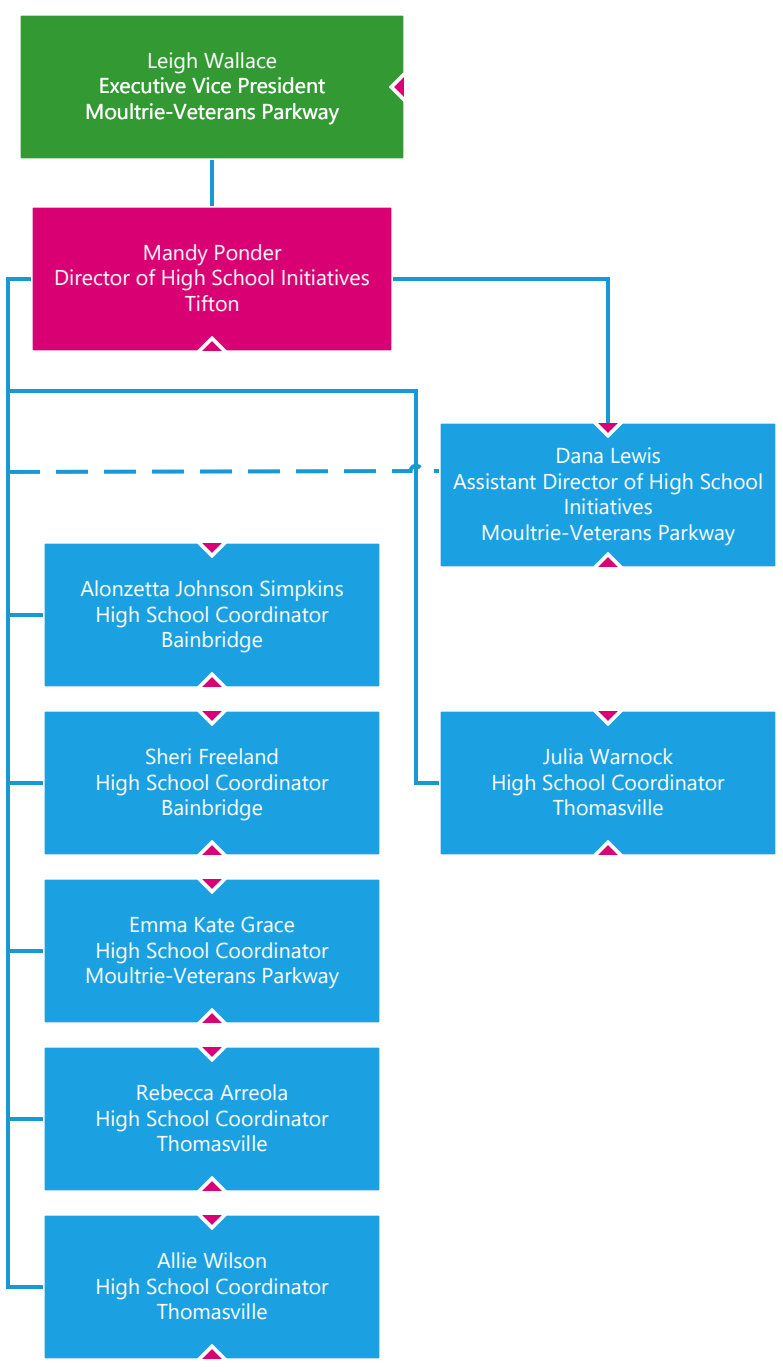 Leigh Wallace
Executive Vice President
Moultrie-Veterans Parkway
Mandy Ponder
Director of High School Initiatives
Tifton
Dana Lewis
Assistant Director of High School
Initiatives
Moultrie-Veterans Parkway
Alonzetta Johnson Simpkins
High School Coordinator
Bainbridge
Sheri Freeland
High School Coordinator
Bainbridge
Julia Warnock
High School Coordinator
Thomasville
Emma Kate Grace
High School Coordinator
Moultrie-Veterans Parkway
Rebecca Arreola
High School Coordinator
Thomasville
Allie Wilson
High School Coordinator
Thomasville